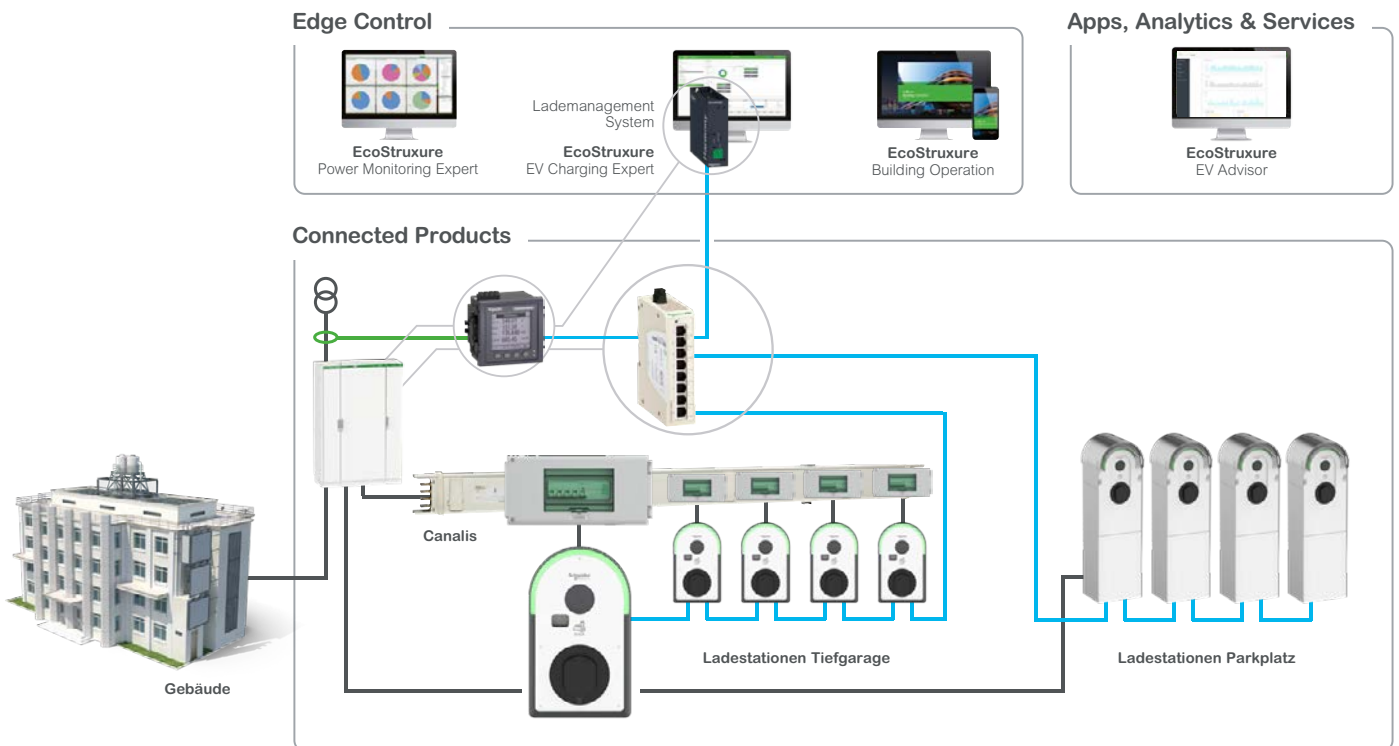 Edge Control
Apps, Analytics & Services
Lademanagement
System
EcoStruxure
Power Monitoring Expert
EcoStruxure
EV Charging Expert
EcoStruxure
Building Operation
EcoStruxure
EV Advisor
Connected Products
Canalis
Gebäude
Ladestationen Tiefgarage
Ladestationen Parkplatz